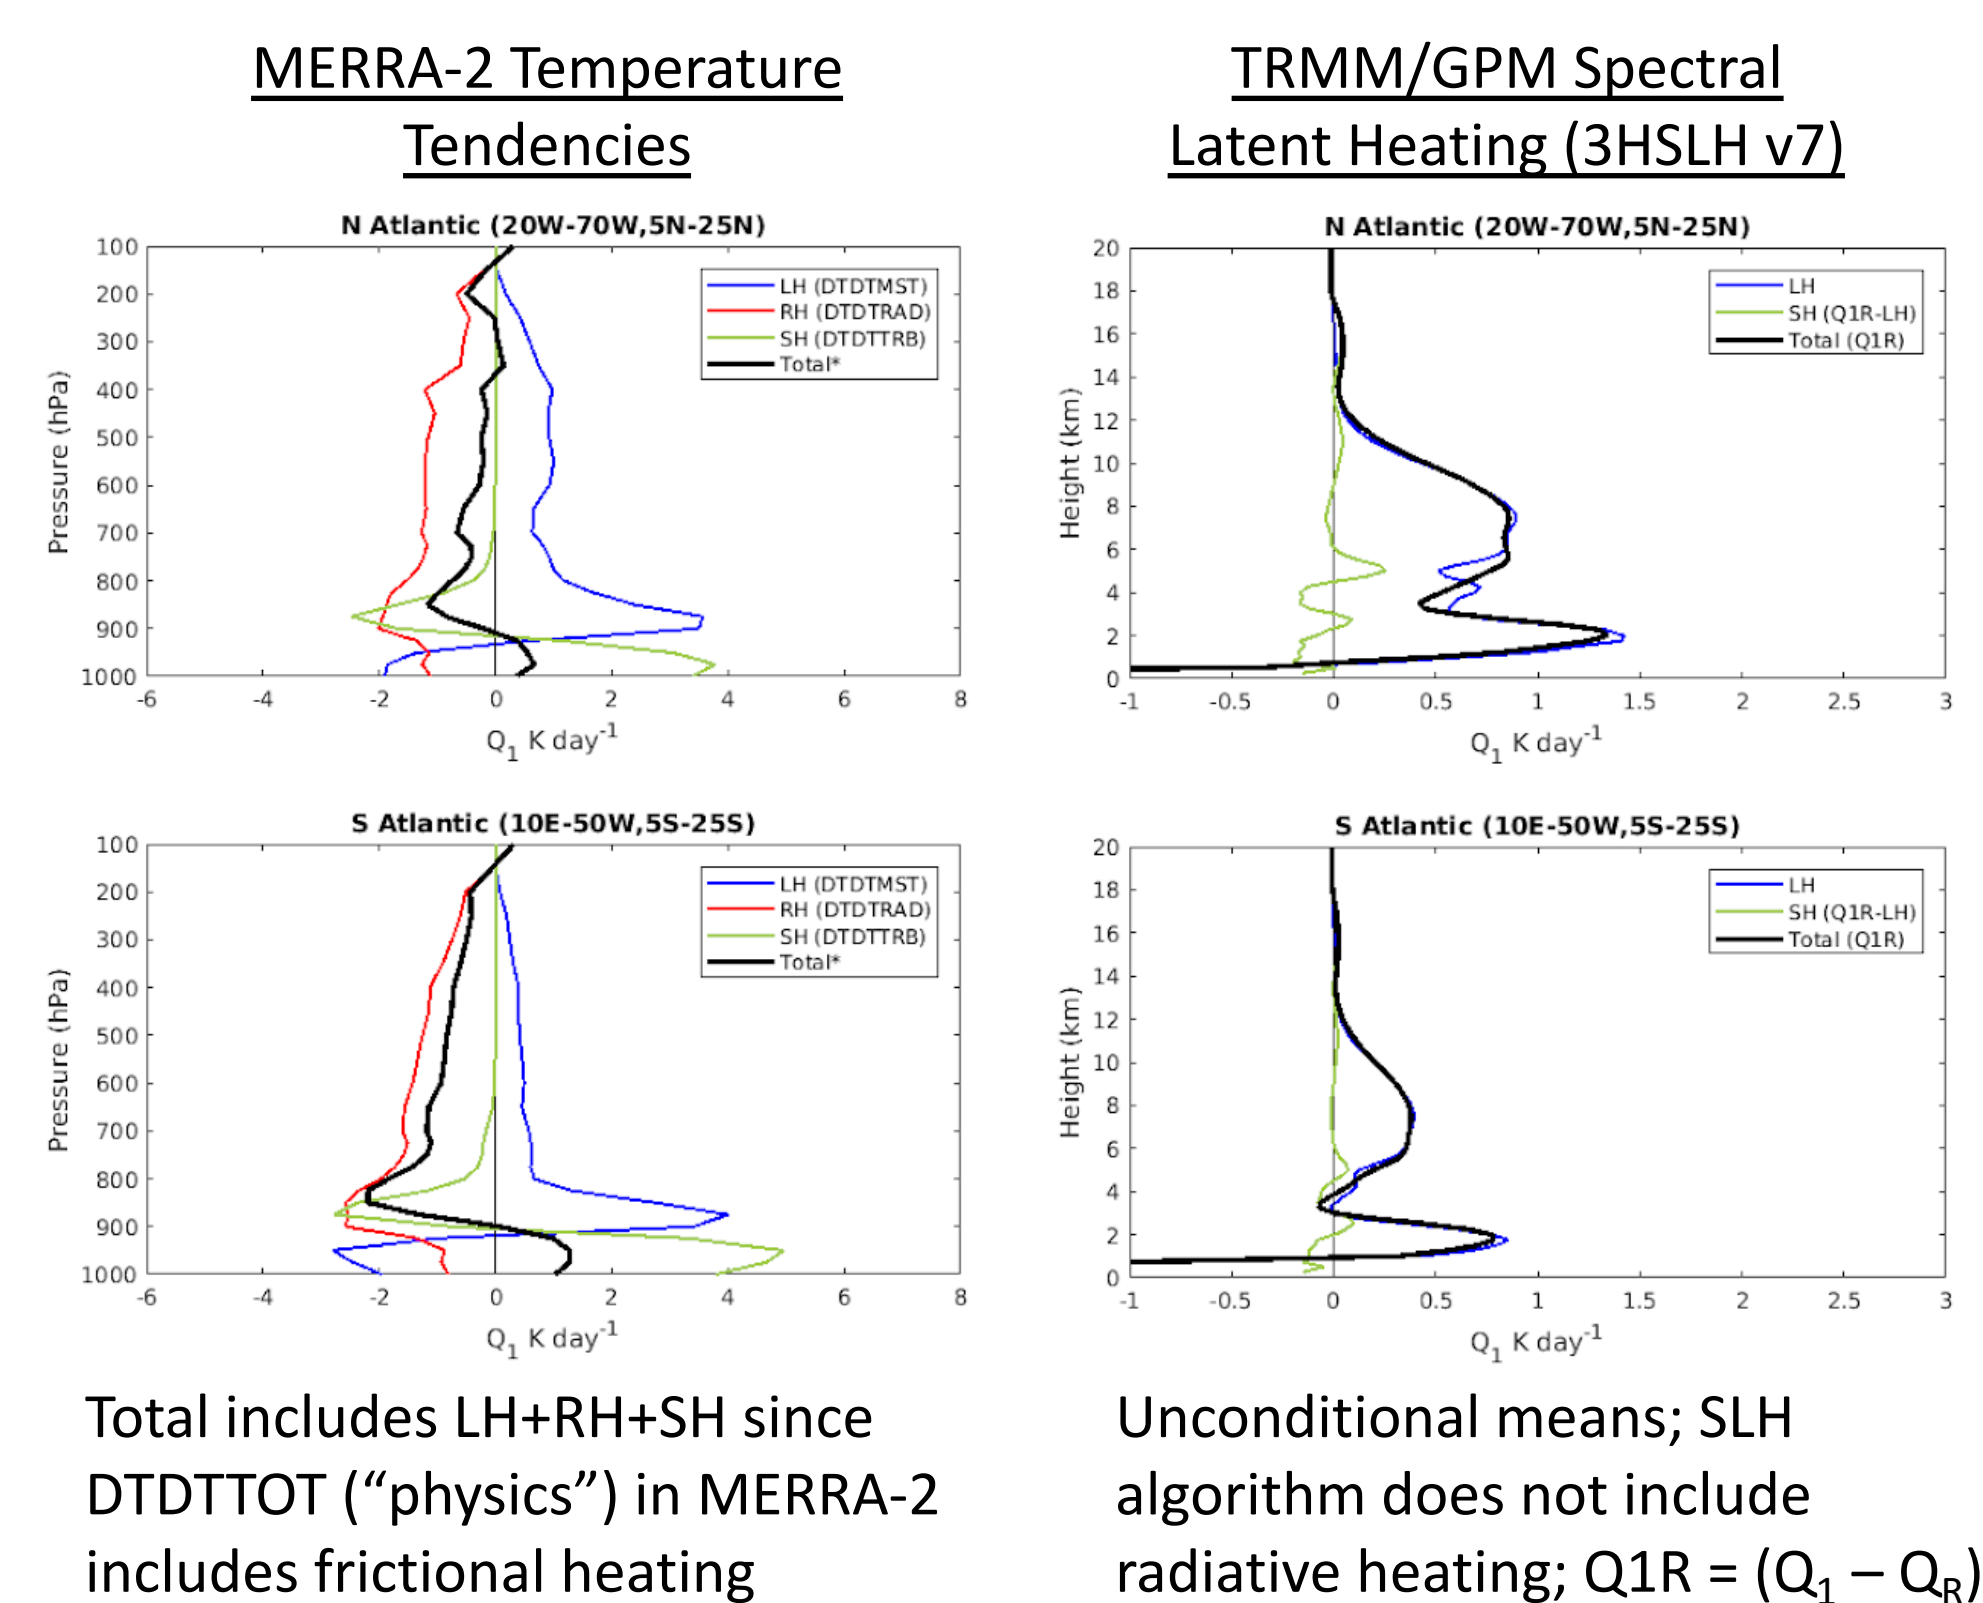 MERRA-2 Temperature
Tendencies
TRMM/GPM Spectral
Latent Heating (3HSLH v7)
N Atlantic (20W-70W,5N-25N)
100
200
300
400
500
600
700
800
900
1000
Pressure (hPa)
-6 -4 -2 0 2 4 6 8
Q1 K day-1
LH (DTDTMST)
RH (DTDTRAD)
SH (DTDTTRB)
Total*
N Atlantic (20W-70W,5N-25N)
20
18
16
14
12
10
8
6
4
2
0
Height (km)
-1 -0.5 0 0.5 1 1.5 2 2.5 3
Q1 K day-1
LH
SH (Q1R-LH)
Total (Q1R)
S Atlantic (10E-50W,5S-25S)
100
200
300
400
500
600
700
800
900
1000
Pressure (hPa)
-6 -4 -2 0 2 4 6 8
Q1 K day-1
LH (DTDTMST)
RH (DTDTRAD)
SH (DTDTTRB)
Total*
S Atlantic (10E-50W,5S-25S)
20
18
16
14
12
10
8
6
4
2
0
Height (km)
-1 -0.5 0 0.5 1 1.5 2 2.5 3
Q1 K day-1
LH
SH (Q1R-LH)
Total (Q1R)
Total includes LH+RH+SH since
DTDTTOT (“physics”) in MERRA-2
includes frictional heating
Unconditional means; SLH
algorithm does not include
radiative heating; Q1R = (Q1 – QR)